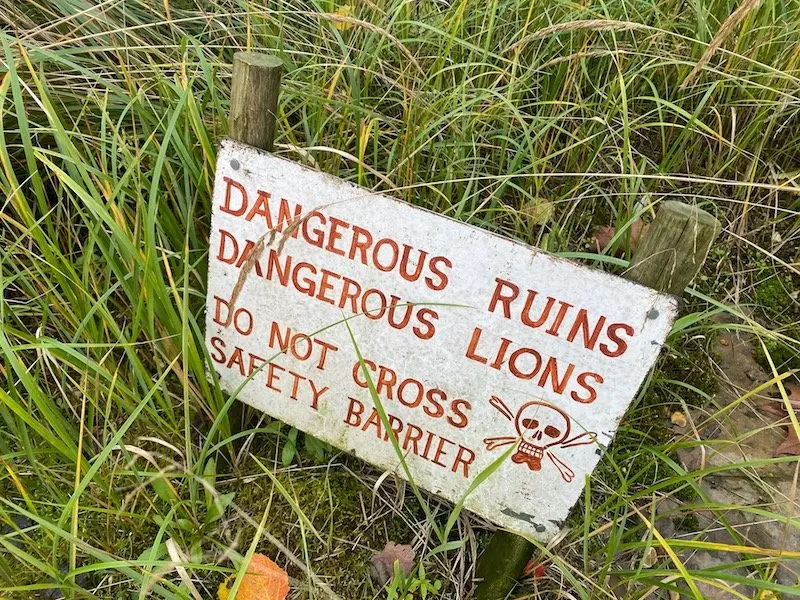 DANGEROUS RUINS
DANGEROUS LIONS
DO NOT CROSS
SAFETY BARRIER